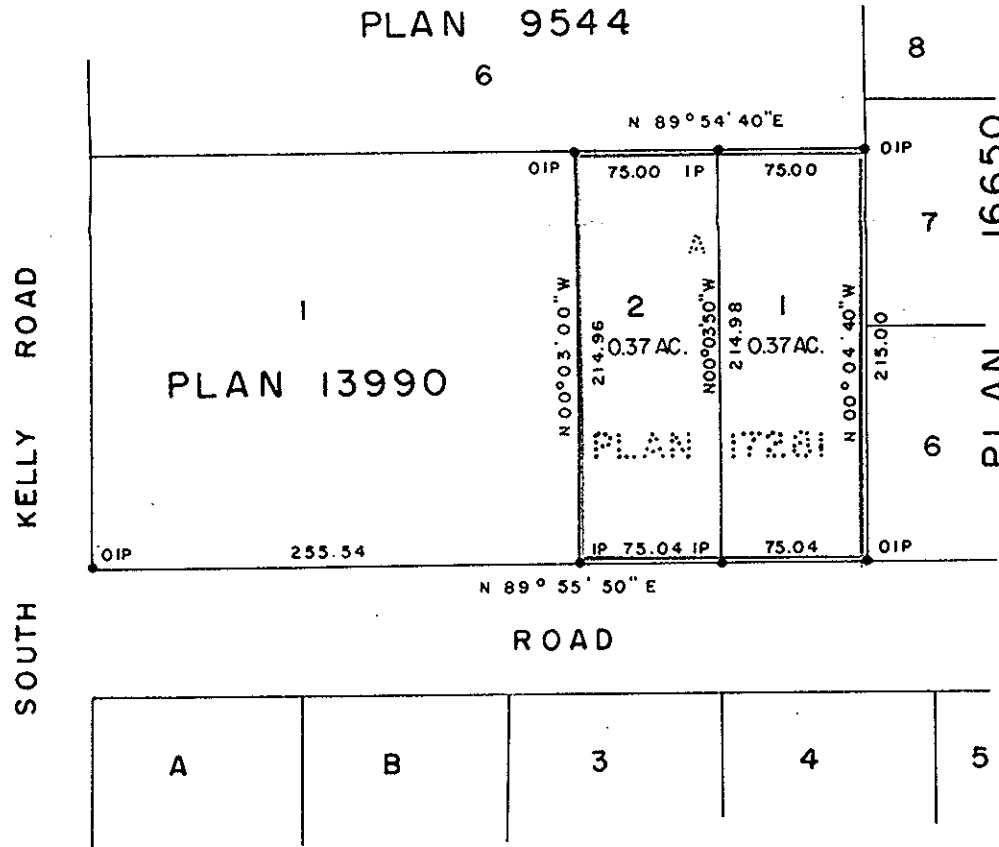 PLAN 9544
6
8
N 89° 54' 40" E
OIP
75.00
IP
75.00
OIP
PLAN 16650
7
A
SOUTH KELLY ROAD
1
PLAN 13990
N 00° 03' 00" W
214.96
2
0.37 AC.
N 00° 03' 50" W
214.98
1
0.37 AC.
N 00° 04' 40" W
215.00
PLAN 17281
6
OIP
255.54
IP
75.04
IP
75.04
OIP
N 89° 55' 50" E
ROAD
A
B
3
4
5